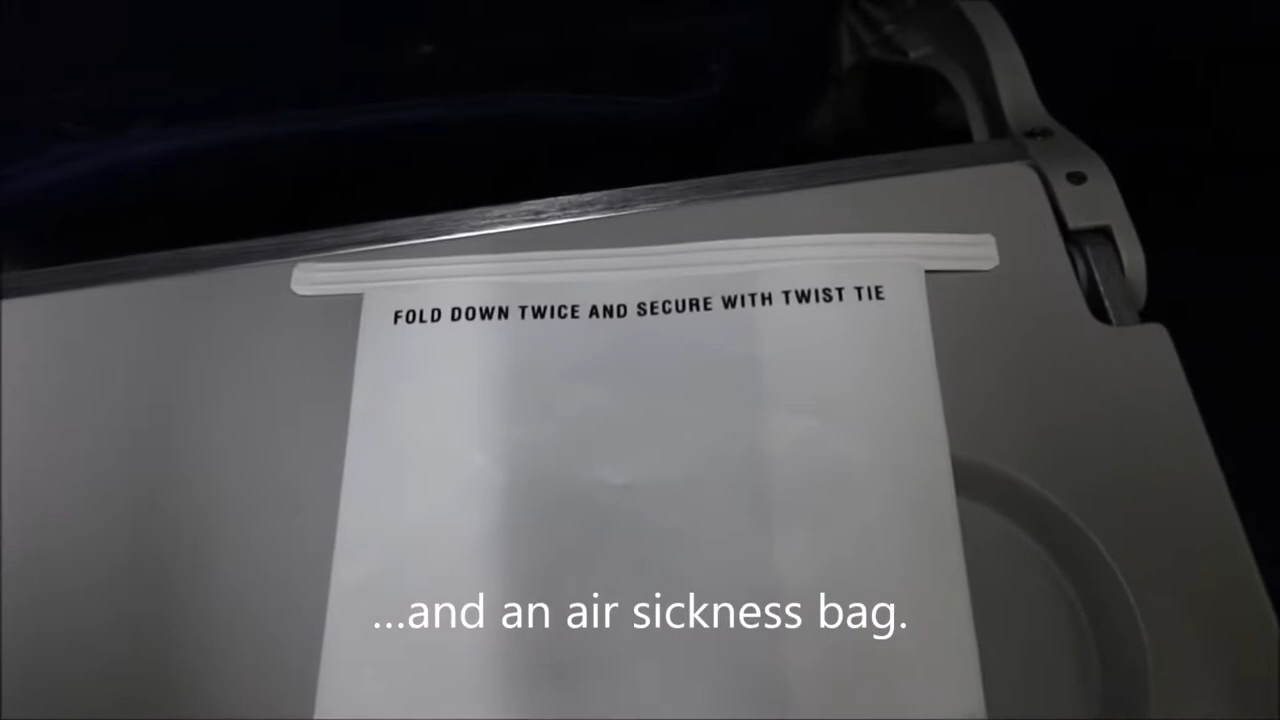 FOLD DOWN TWICE AND SECURE WITH TWIST TIE
...and an air sickness bag.